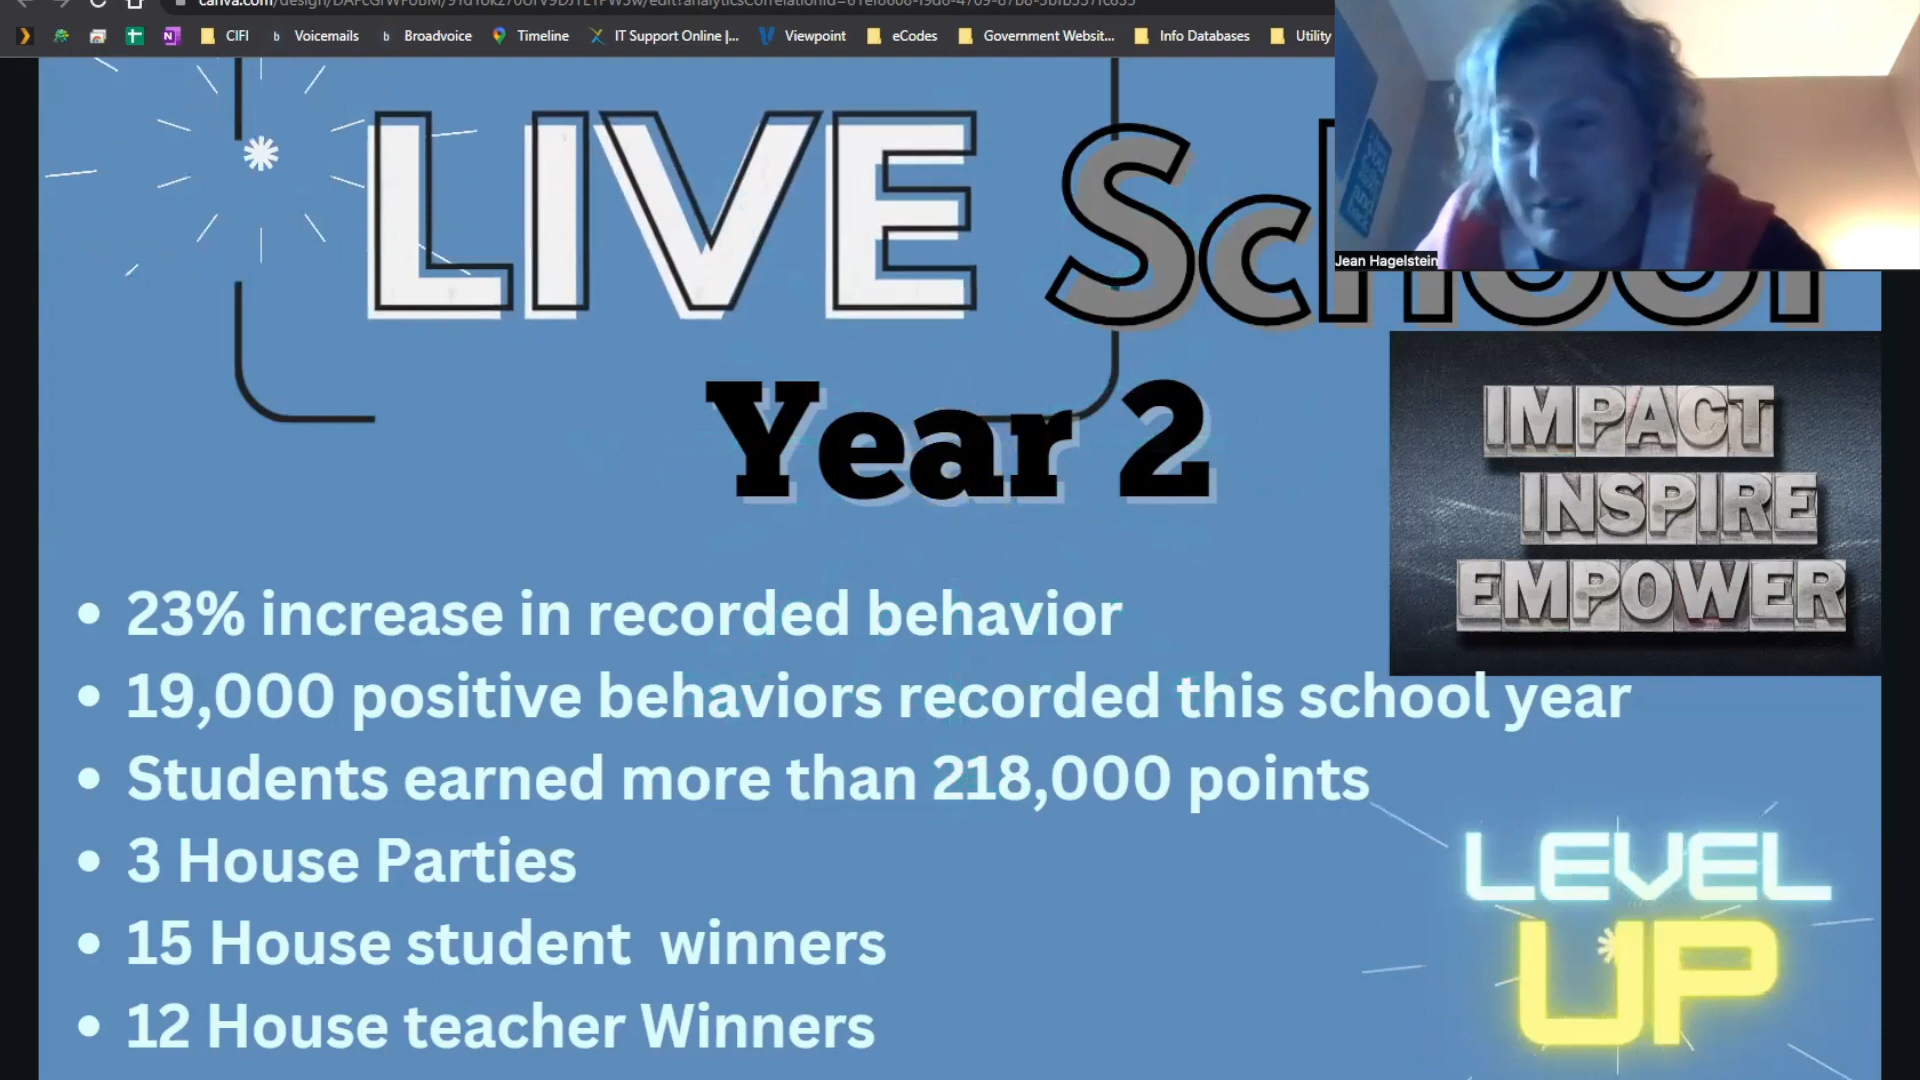 CIFI Voicemails Broadvoice Timeline IT Support Online |... Viewpoint eCodes Government Websit... Info Databases Utility
LIVE School
Jean Hagelstein
Year 2
IMPACT
INSPIRE
EMPOWER
• 23% increase in recorded behavior
• 19,000 positive behaviors recorded this school year
• Students earned more than 218,000 points
• 3 House Parties
• 15 House student  winners
• 12 House teacher Winners
LEVEL
UP